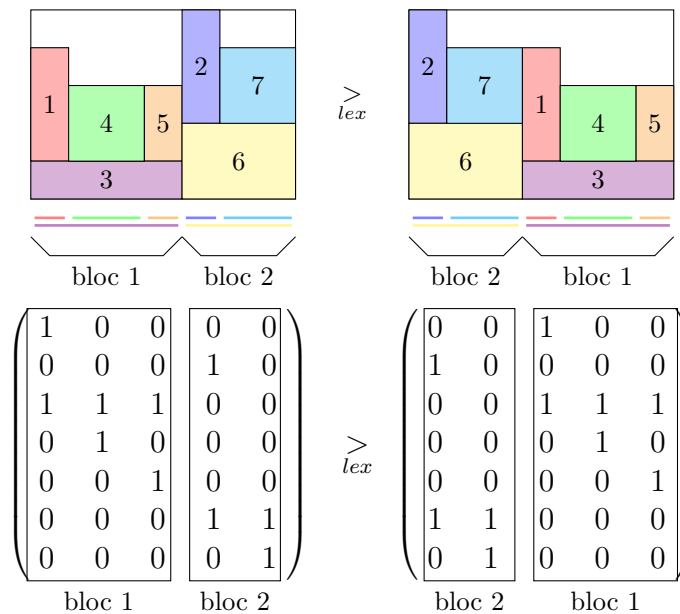 1 4 5 2 7 > lex 2 7 1 4 5
3 6 6 3
bloc 1 bloc 2 bloc 2 bloc 1
1 0 0 0 0 0 0 1 0 0
0 0 0 1 0 1 0 0 0 0
1 1 1 0 0 0 0 1 1 1
0 1 0 0 0 > lex 0 0 0 1 0
0 0 1 0 0 0 0 0 0 1
0 0 0 1 1 1 1 0 0 0
0 0 0 0 1 0 1 0 0 0
bloc 1 bloc 2 bloc 2 bloc 1